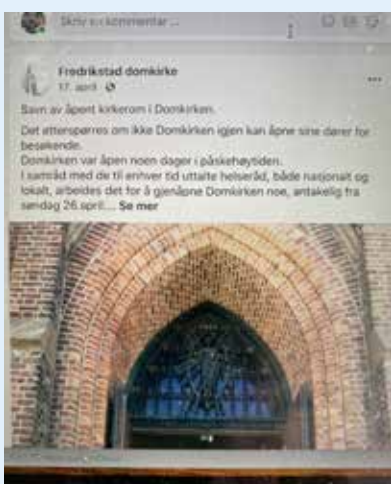 Skriv en kommentar ...
Fredrikstad domkirke
17. april
Savn av åpent kirkerom i Domkirken.
Det etterspørres om ikke Domkirken igjen kan åpne sine dører for
besøkende.
Domkirken var åpen noen dager i påskehøytiden.
I samråd med de til enhver tid uttalte helseråd, både nasjonalt og
lokalt, arbeides det for å gjenåpne Domkirken noe, antakelig fra
søndag 26.april.... Se mer